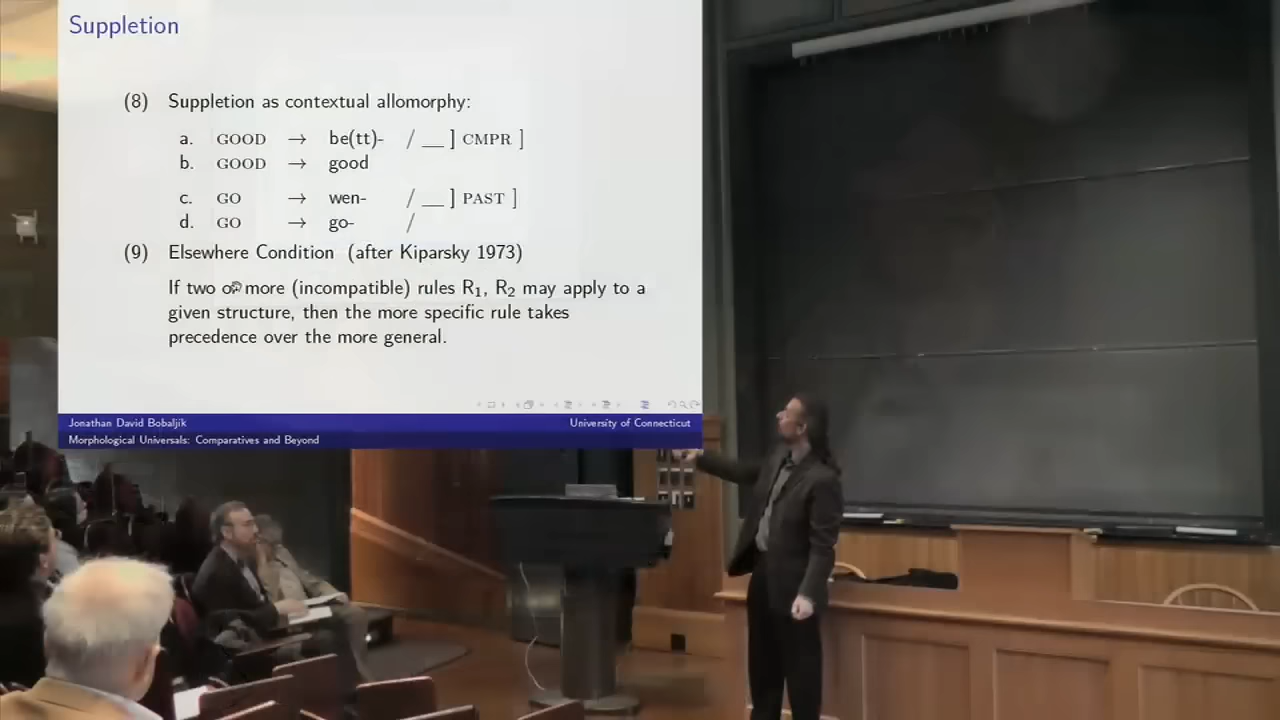 Suppletion
(8) Suppletion as contextual allomorphy:
a. GOOD → be(tt)- / __ ] CMPR ]
b. GOOD → good
c. GO → wen- / __ ] PAST ]
d. GO → go- /
(9) Elsewhere Condition (after Kiparsky 1973)
If two or more (incompatible) rules R₁, R₂ may apply to a
given structure, then the more specific rule takes
precedence over the more general.
Jonathan David Bobaljik University of Connecticut
Morphological Universals: Comparatives and Beyond